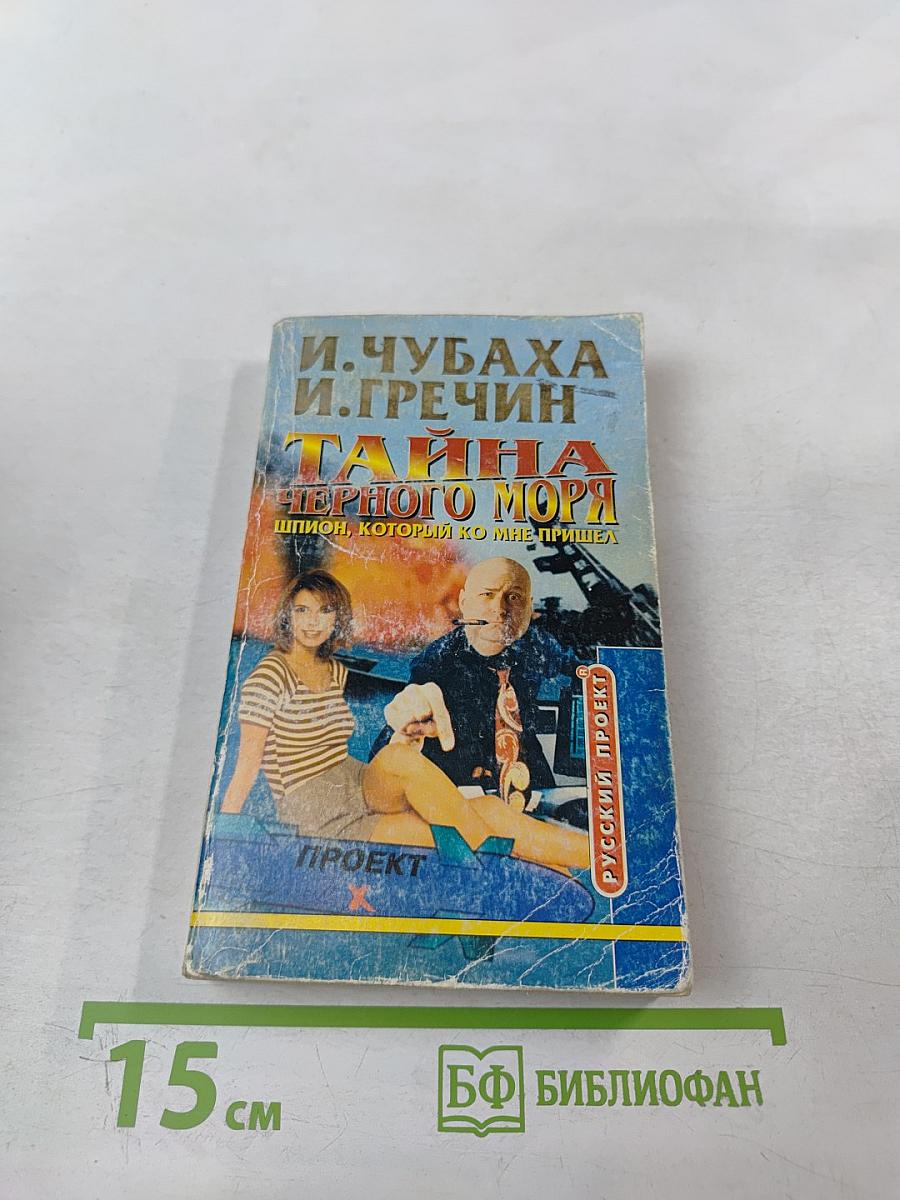 И. ЧУБАХА
И. ГРЕЧИН
ТАЙНА
ЧЕРНОГО МОРЯ
ШПИОН, КОТОРЫЙ КО МНЕ ПРИШЕЛ
РУССКИЙ ПРОЕКТ ®
ПРОЕКТ
X
15 см
БФ БИБЛИОФАН